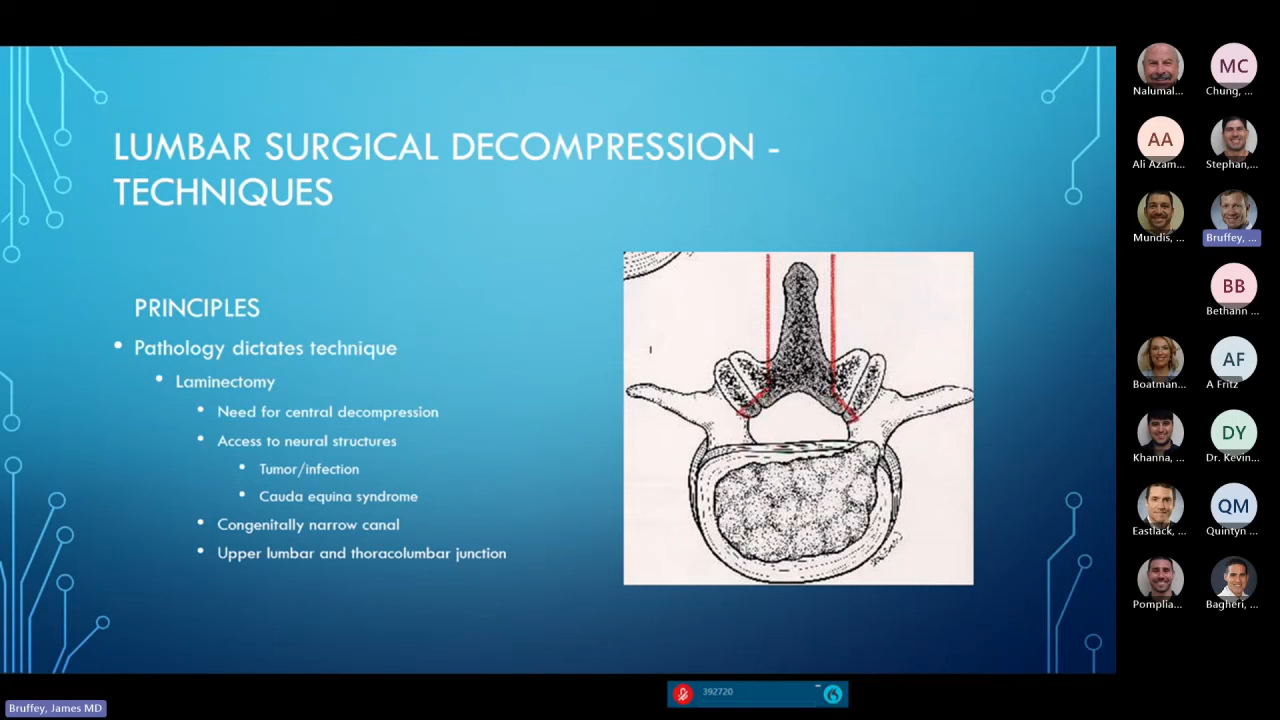 LUMBAR SURGICAL DECOMPRESSION -
TECHNIQUES
PRINCIPLES
• Pathology dictates technique
• Laminectomy
• Need for central decompression
• Access to neural structures
• Tumor/infection
• Cauda equina syndrome
• Congenitally narrow canal
• Upper lumbar and thoracolumbar junction
Nalumal...
MC
Chung, ...
AA
Ali Azam...
Stephan,...
Mundis, ...
Bruffey, ...
BB
Bethann ...
Boatman...
AF
A Fritz
Khanna, ...
DY
Dr. Kevin...
Eastlack, ...
QM
Quintyn ...
Pomplia...
Bagheri, ...
392720
Bruffey, James MD